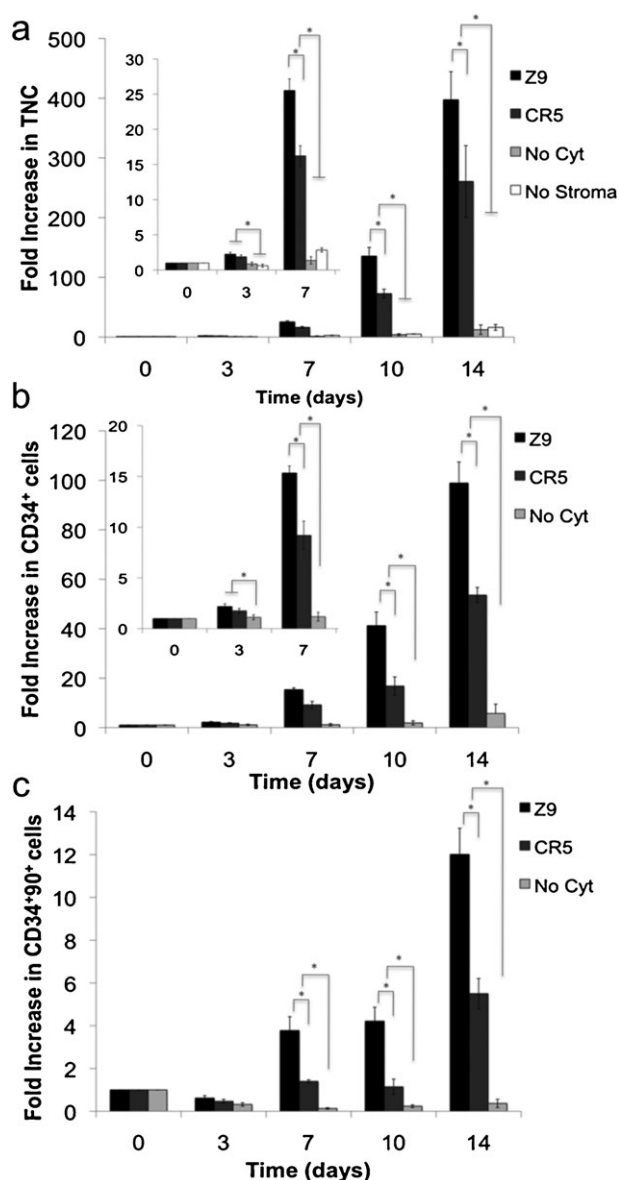 a
Fold Increase in TNC
500
400
300
200
100
0
30
25
20
15
10
5
0
0 3 7
* * *
* *
* *
Z9
CR5
No Cyt
No Stroma
0 3 7 10 14
Time (days)
b
Fold Increase in CD34⁺ cells
120
100
80
60
40
20
0
20
15
10
5
0
0 3 7
* * *
* *
* *
Z9
CR5
No Cyt
0 3 7 10 14
Time (days)
c
Fold Increase in CD34⁺90⁺ cells
14
12
10
8
6
4
2
0
* *
* *
* *
Z9
CR5
No Cyt
0 3 7 10 14
Time (days)